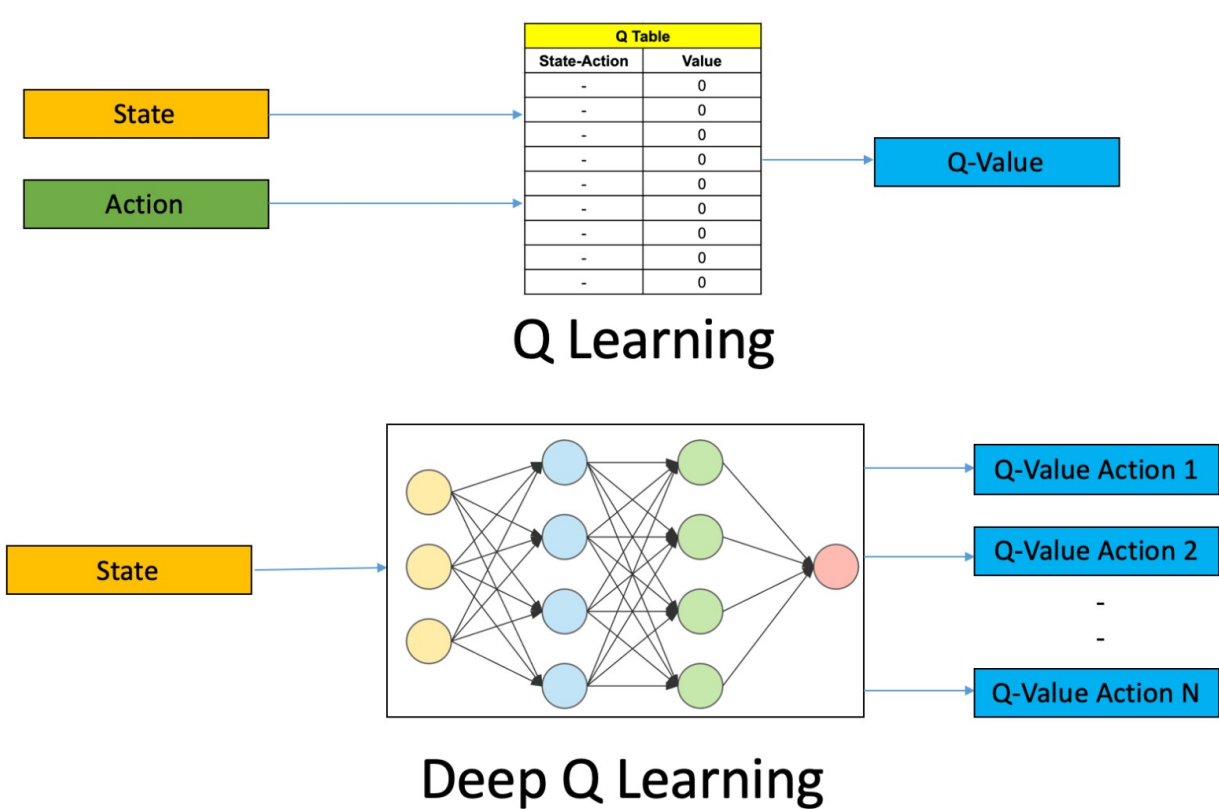 Q Table
State-Action Value
- 0
- 0
State
- 0
- 0
Q-Value
- 0
Action
- 0
- 0
- 0
- 0
Q Learning
Q-Value Action 1
Q-Value Action 2
State
-
-
Q-Value Action N
Deep Q Learning